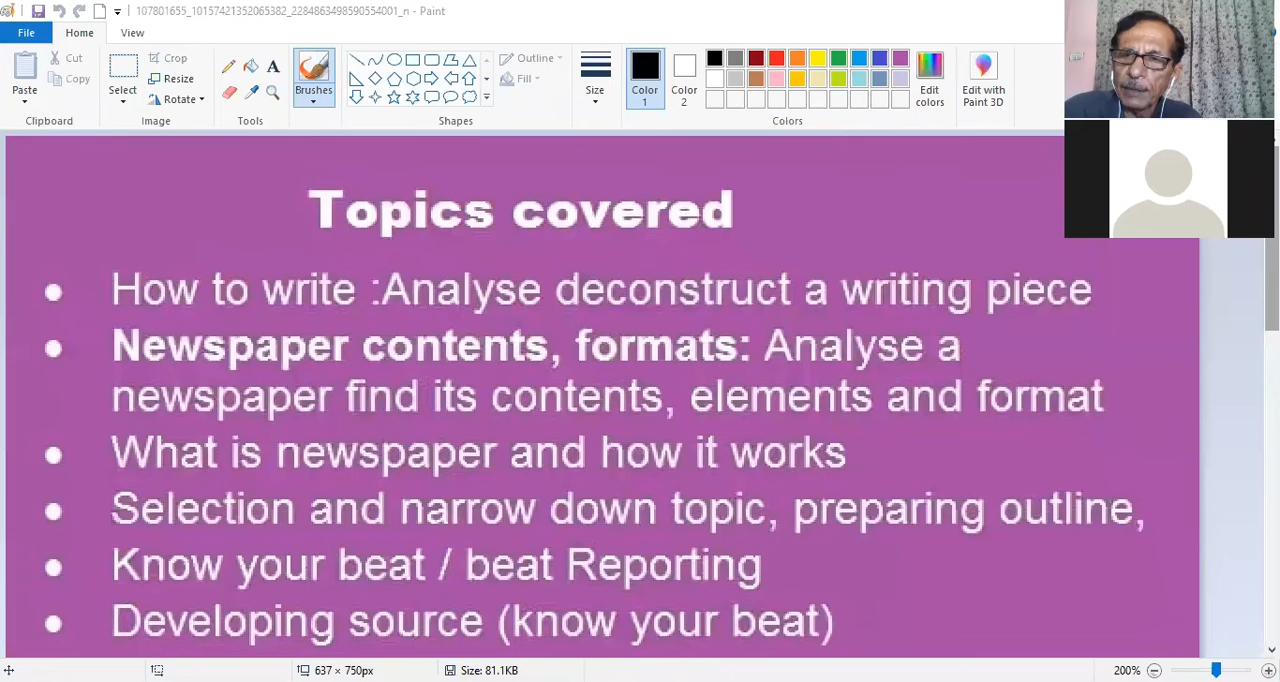 107801655_10157421352065382_2284863498590554001_n - Paint
File Home View
Paste Cut Copy Clipboard
Select Crop Resize Rotate Image
Tools
Brushes
Shapes Outline Fill
Size
Color 1 Color 2 Edit colors Colors
Edit with Paint 3D
Topics covered
• How to write :Analyse deconstruct a writing piece
• Newspaper contents, formats: Analyse a
newspaper find its contents, elements and format
• What is newspaper and how it works
• Selection and narrow down topic, preparing outline,
• Know your beat / beat Reporting
• Developing source (know your beat)
637 × 750px Size: 81.1KB 200%